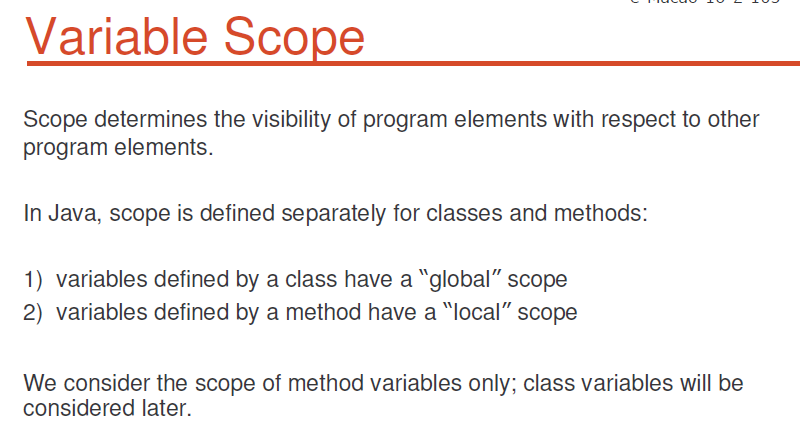 Variable Scope
Scope determines the visibility of program elements with respect to other
program elements.
In Java, scope is defined separately for classes and methods:
1) variables defined by a class have a “global” scope
2) variables defined by a method have a “local” scope
We consider the scope of method variables only; class variables will be
considered later.